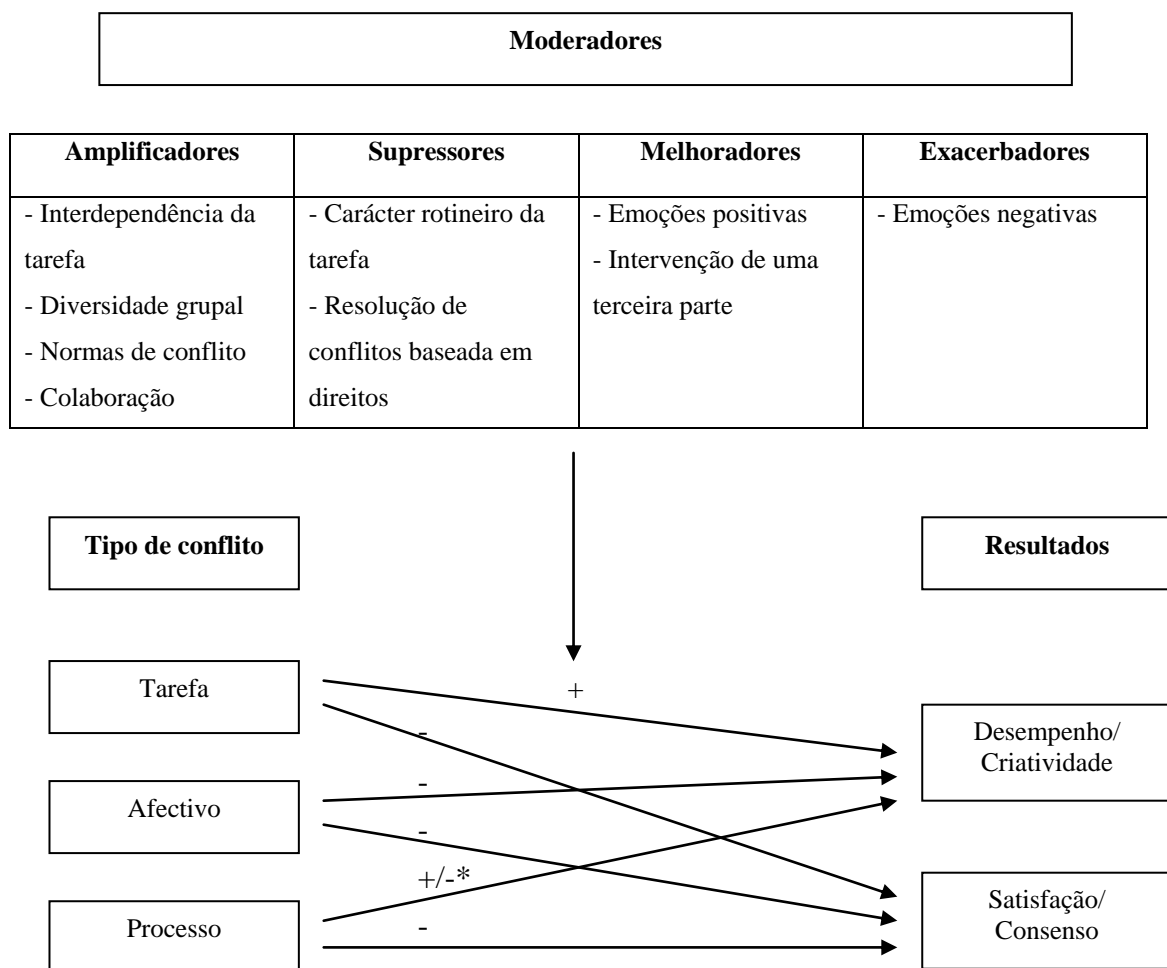 Moderadores
Amplificadores
Supressores
Melhoradores
Exacerbadores
- Interdependência da
tarefa
- Diversidade grupal
- Normas de conflito
- Colaboração
- Carácter rotineiro da
tarefa
- Resolução de
conflitos baseada em
direitos
- Emoções positivas
- Intervenção de uma
terceira parte
- Emoções negativas
Tipo de conflito
Resultados
Tarefa
+
-
Desempenho/
Criatividade
-
Afectivo
-
+/-*
Processo
-
Satisfação/
Consenso